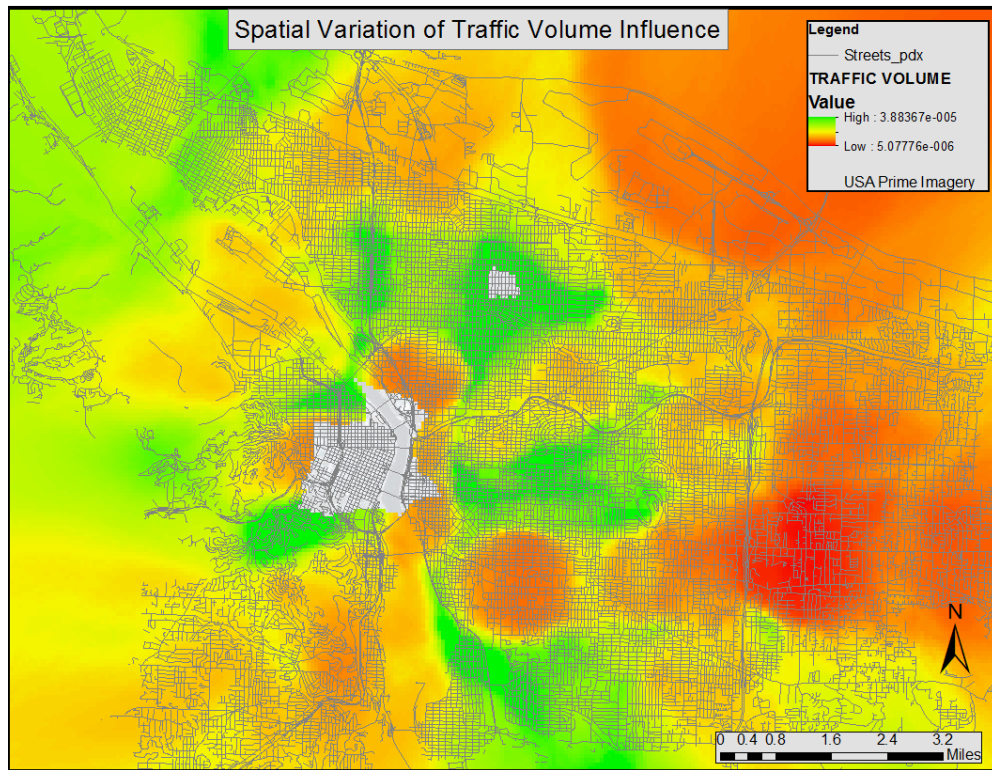 Spatial Variation of Traffic Volume Influence
Legend
Streets_pdx
TRAFFIC VOLUME
Value
High : 3.88367e-005
Low : 5.07776e-006
USA Prime Imagery
N
0 0.4 0.8 1.6 2.4 3.2
Miles